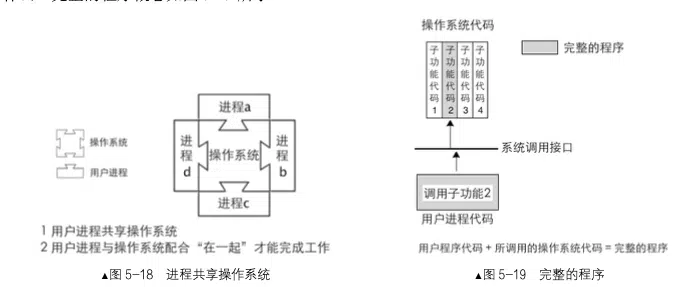 操作系统
用户进程
进程a
进程d
操作系统
进程b
进程c
1 用户进程共享操作系统
2 用户进程与操作系统配合“在一起”才能完成工作
▲图5-18 进程共享操作系统
操作系统代码
子功能代码1
子功能代码2
子功能代码3
子功能代码4
完整的程序
系统调用接口
调用子功能2
用户进程代码
用户程序代码+所调用的操作系统代码=完整的程序
▲图5-19 完整的程序